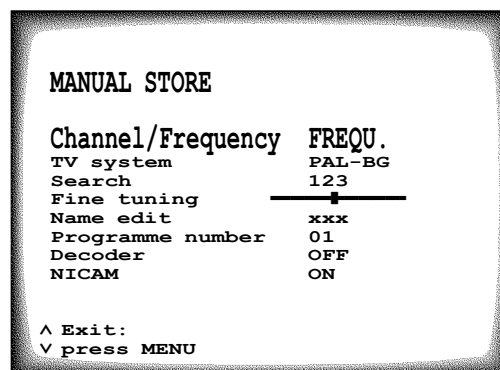 MANUAL STORE
Channel/Frequency FREQU.
TV system PAL-BG
Search 123
Fine tuning
Name edit xxx
Programme number 01
Decoder OFF
NICAM ON
Exit:
press MENU